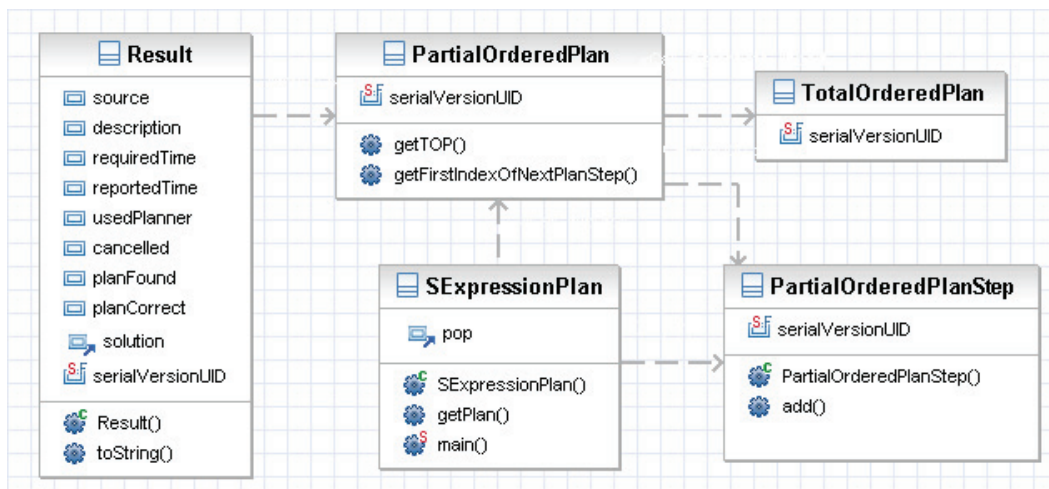 Result
source
description
requiredTime
reportedTime
usedPlanner
cancelled
planFound
planCorrect
solution
serialVersionUID
Result()
toString()
PartialOrderedPlan
serialVersionUID
getTOP()
getFirstIndexOfNextPlanStep()
TotalOrderedPlan
serialVersionUID
SExpressionPlan
pop
SExpressionPlan()
getPlan()
main()
PartialOrderedPlanStep
serialVersionUID
PartialOrderedPlanStep()
add()